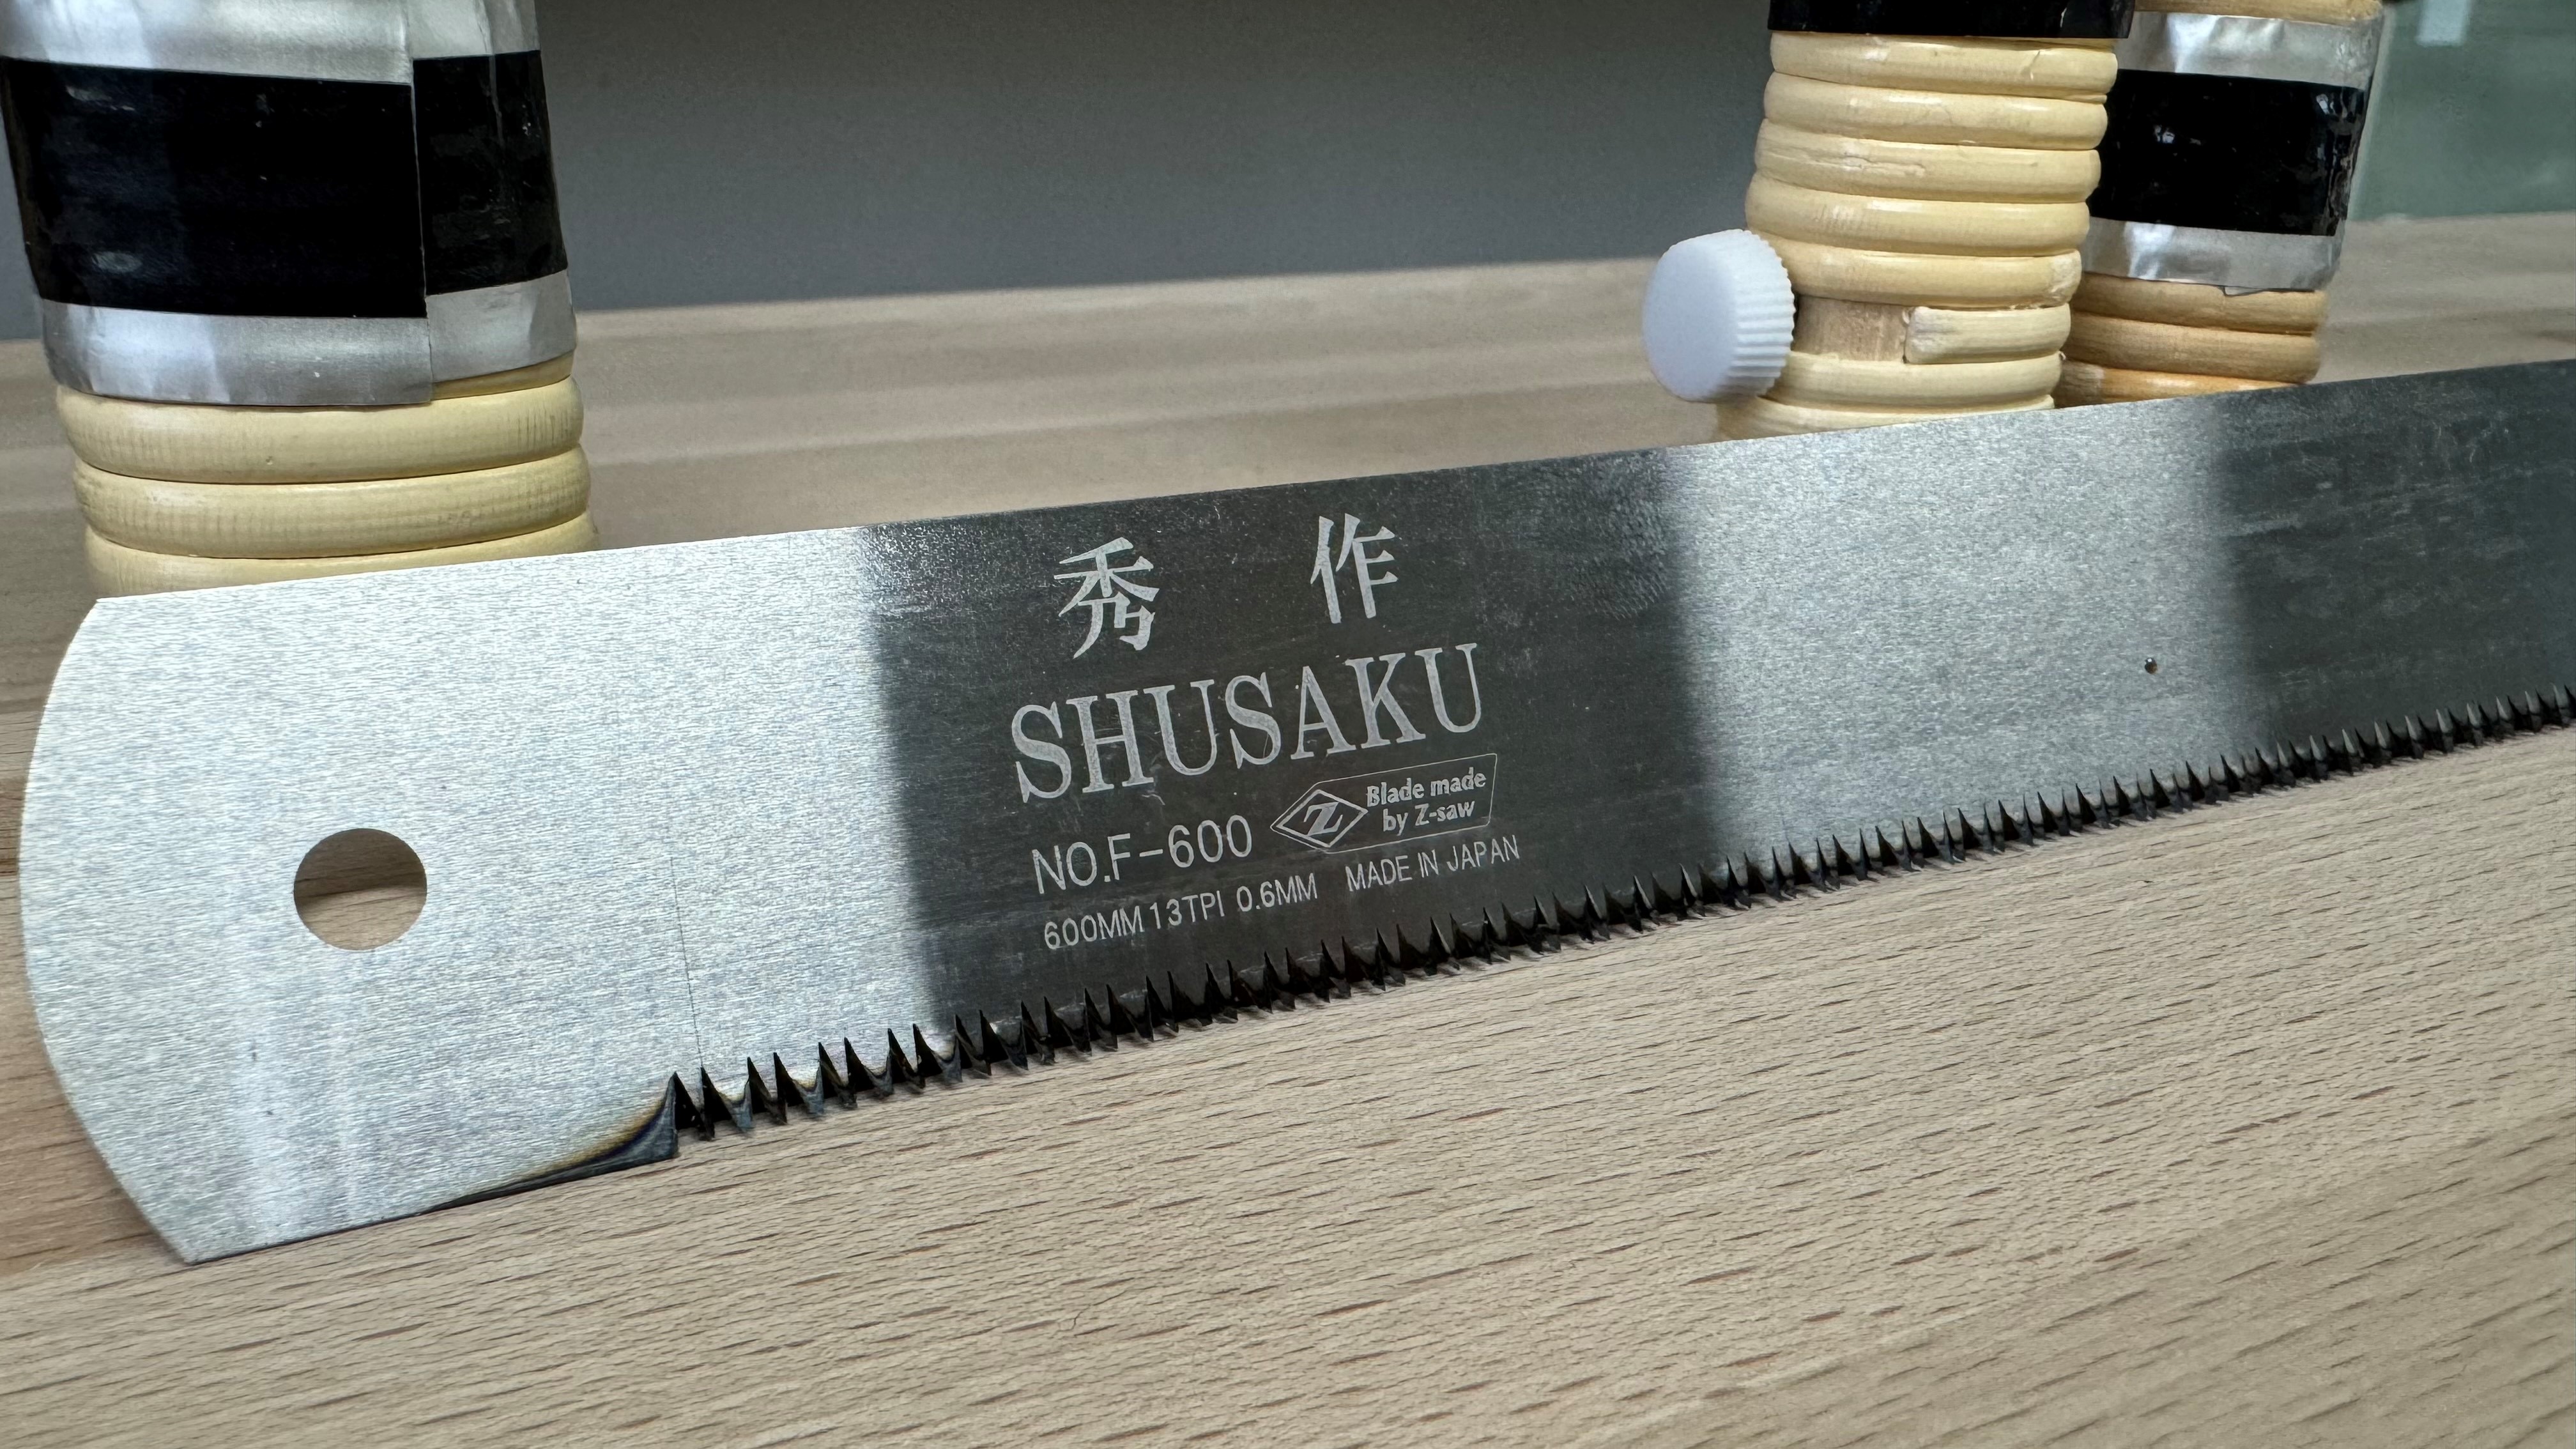 秀 作
SHUSAKU
NO.F-600
Z
Blade made
by Z-saw
600MM 13TPI 0.6MM MADE IN JAPAN